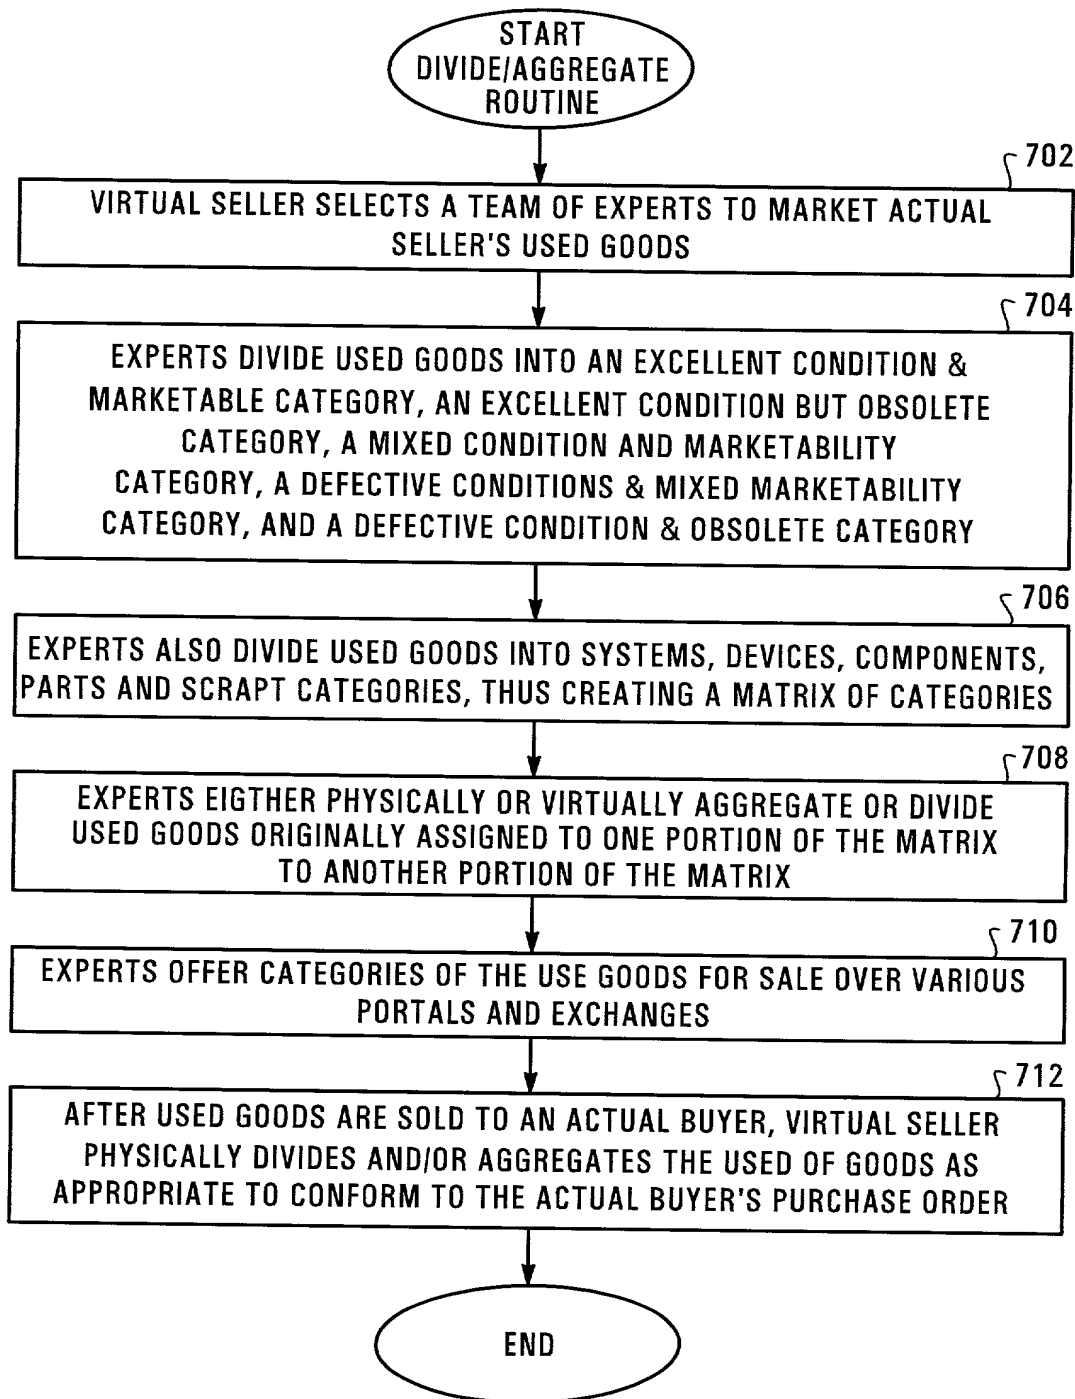 START
DIVIDE/AGGREGATE
ROUTINE
702
VIRTUAL SELLER SELECTS A TEAM OF EXPERTS TO MARKET ACTUAL
SELLER'S USED GOODS
704
EXPERTS DIVIDE USED GOODS INTO AN EXCELLENT CONDITION &
MARKETABLE CATEGORY, AN EXCELLENT CONDITION BUT OBSOLETE
CATEGORY, A MIXED CONDITION AND MARKETABILITY
CATEGORY, A DEFECTIVE CONDITIONS & MIXED MARKETABILITY
CATEGORY, AND A DEFECTIVE CONDITION & OBSOLETE CATEGORY
706
EXPERTS ALSO DIVIDE USED GOODS INTO SYSTEMS, DEVICES, COMPONENTS,
PARTS AND SCRAPT CATEGORIES, THUS CREATING A MATRIX OF CATEGORIES
708
EXPERTS EIGTHER PHYSICALLY OR VIRTUALLY AGGREGATE OR DIVIDE
USED GOODS ORIGINALLY ASSIGNED TO ONE PORTION OF THE MATRIX
TO ANOTHER PORTION OF THE MATRIX
710
EXPERTS OFFER CATEGORIES OF THE USE GOODS FOR SALE OVER VARIOUS
PORTALS AND EXCHANGES
712
AFTER USED GOODS ARE SOLD TO AN ACTUAL BUYER, VIRTUAL SELLER
PHYSICALLY DIVIDES AND/OR AGGREGATES THE USED OF GOODS AS
APPROPRIATE TO CONFORM TO THE ACTUAL BUYER'S PURCHASE ORDER
END